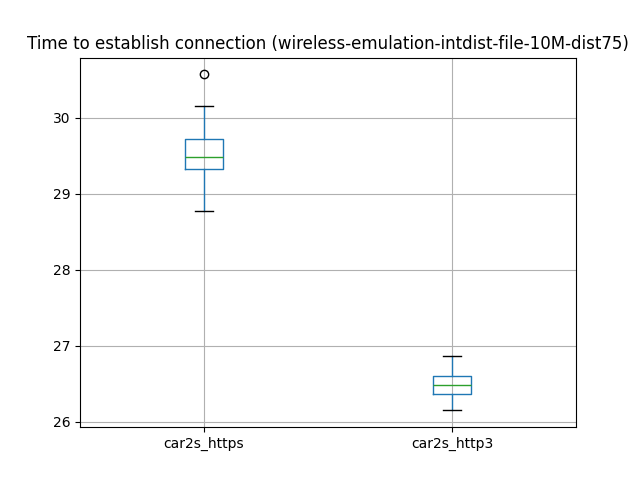 Time to establish connection (wireless-emulation-intdist-file-10M-dist75)
30
29
28
27
26
car2s_https
car2s_http3